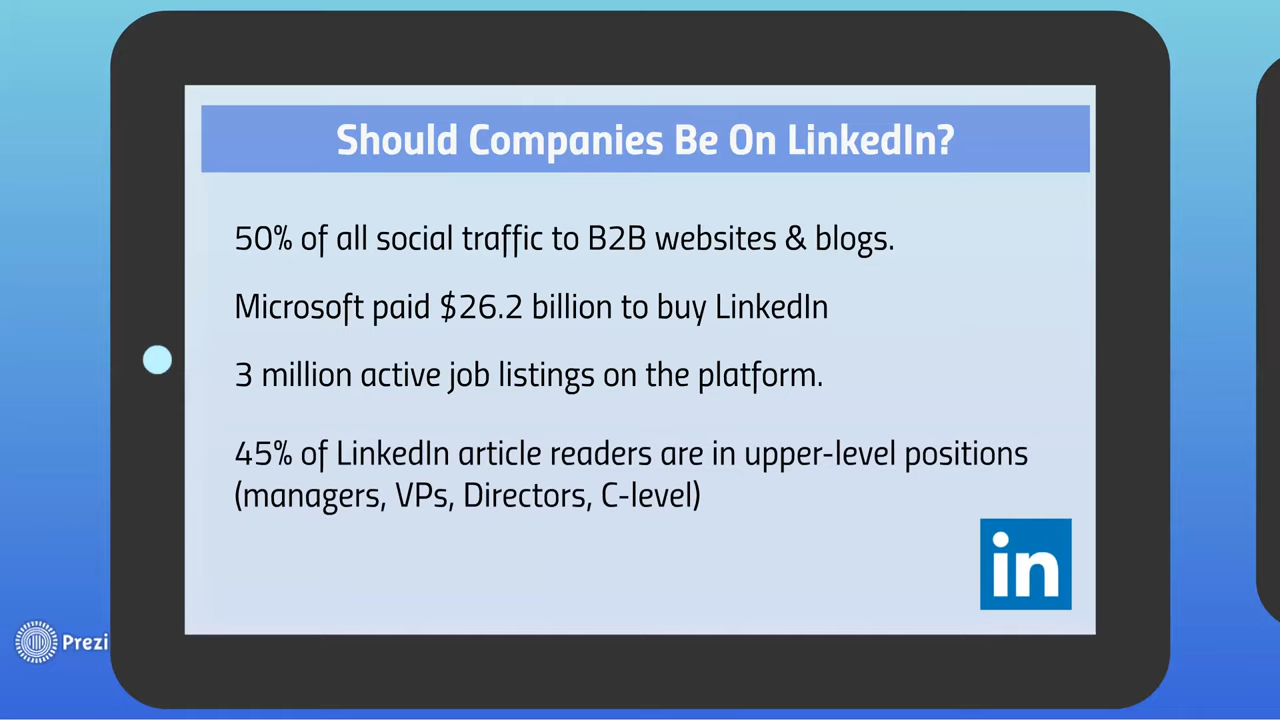 Should Companies Be On LinkedIn?
50% of all social traffic to B2B websites & blogs.
Microsoft paid $26.2 billion to buy LinkedIn
3 million active job listings on the platform.
45% of LinkedIn article readers are in upper-level positions
(managers, VPs, Directors, C-level)
in
Prezi